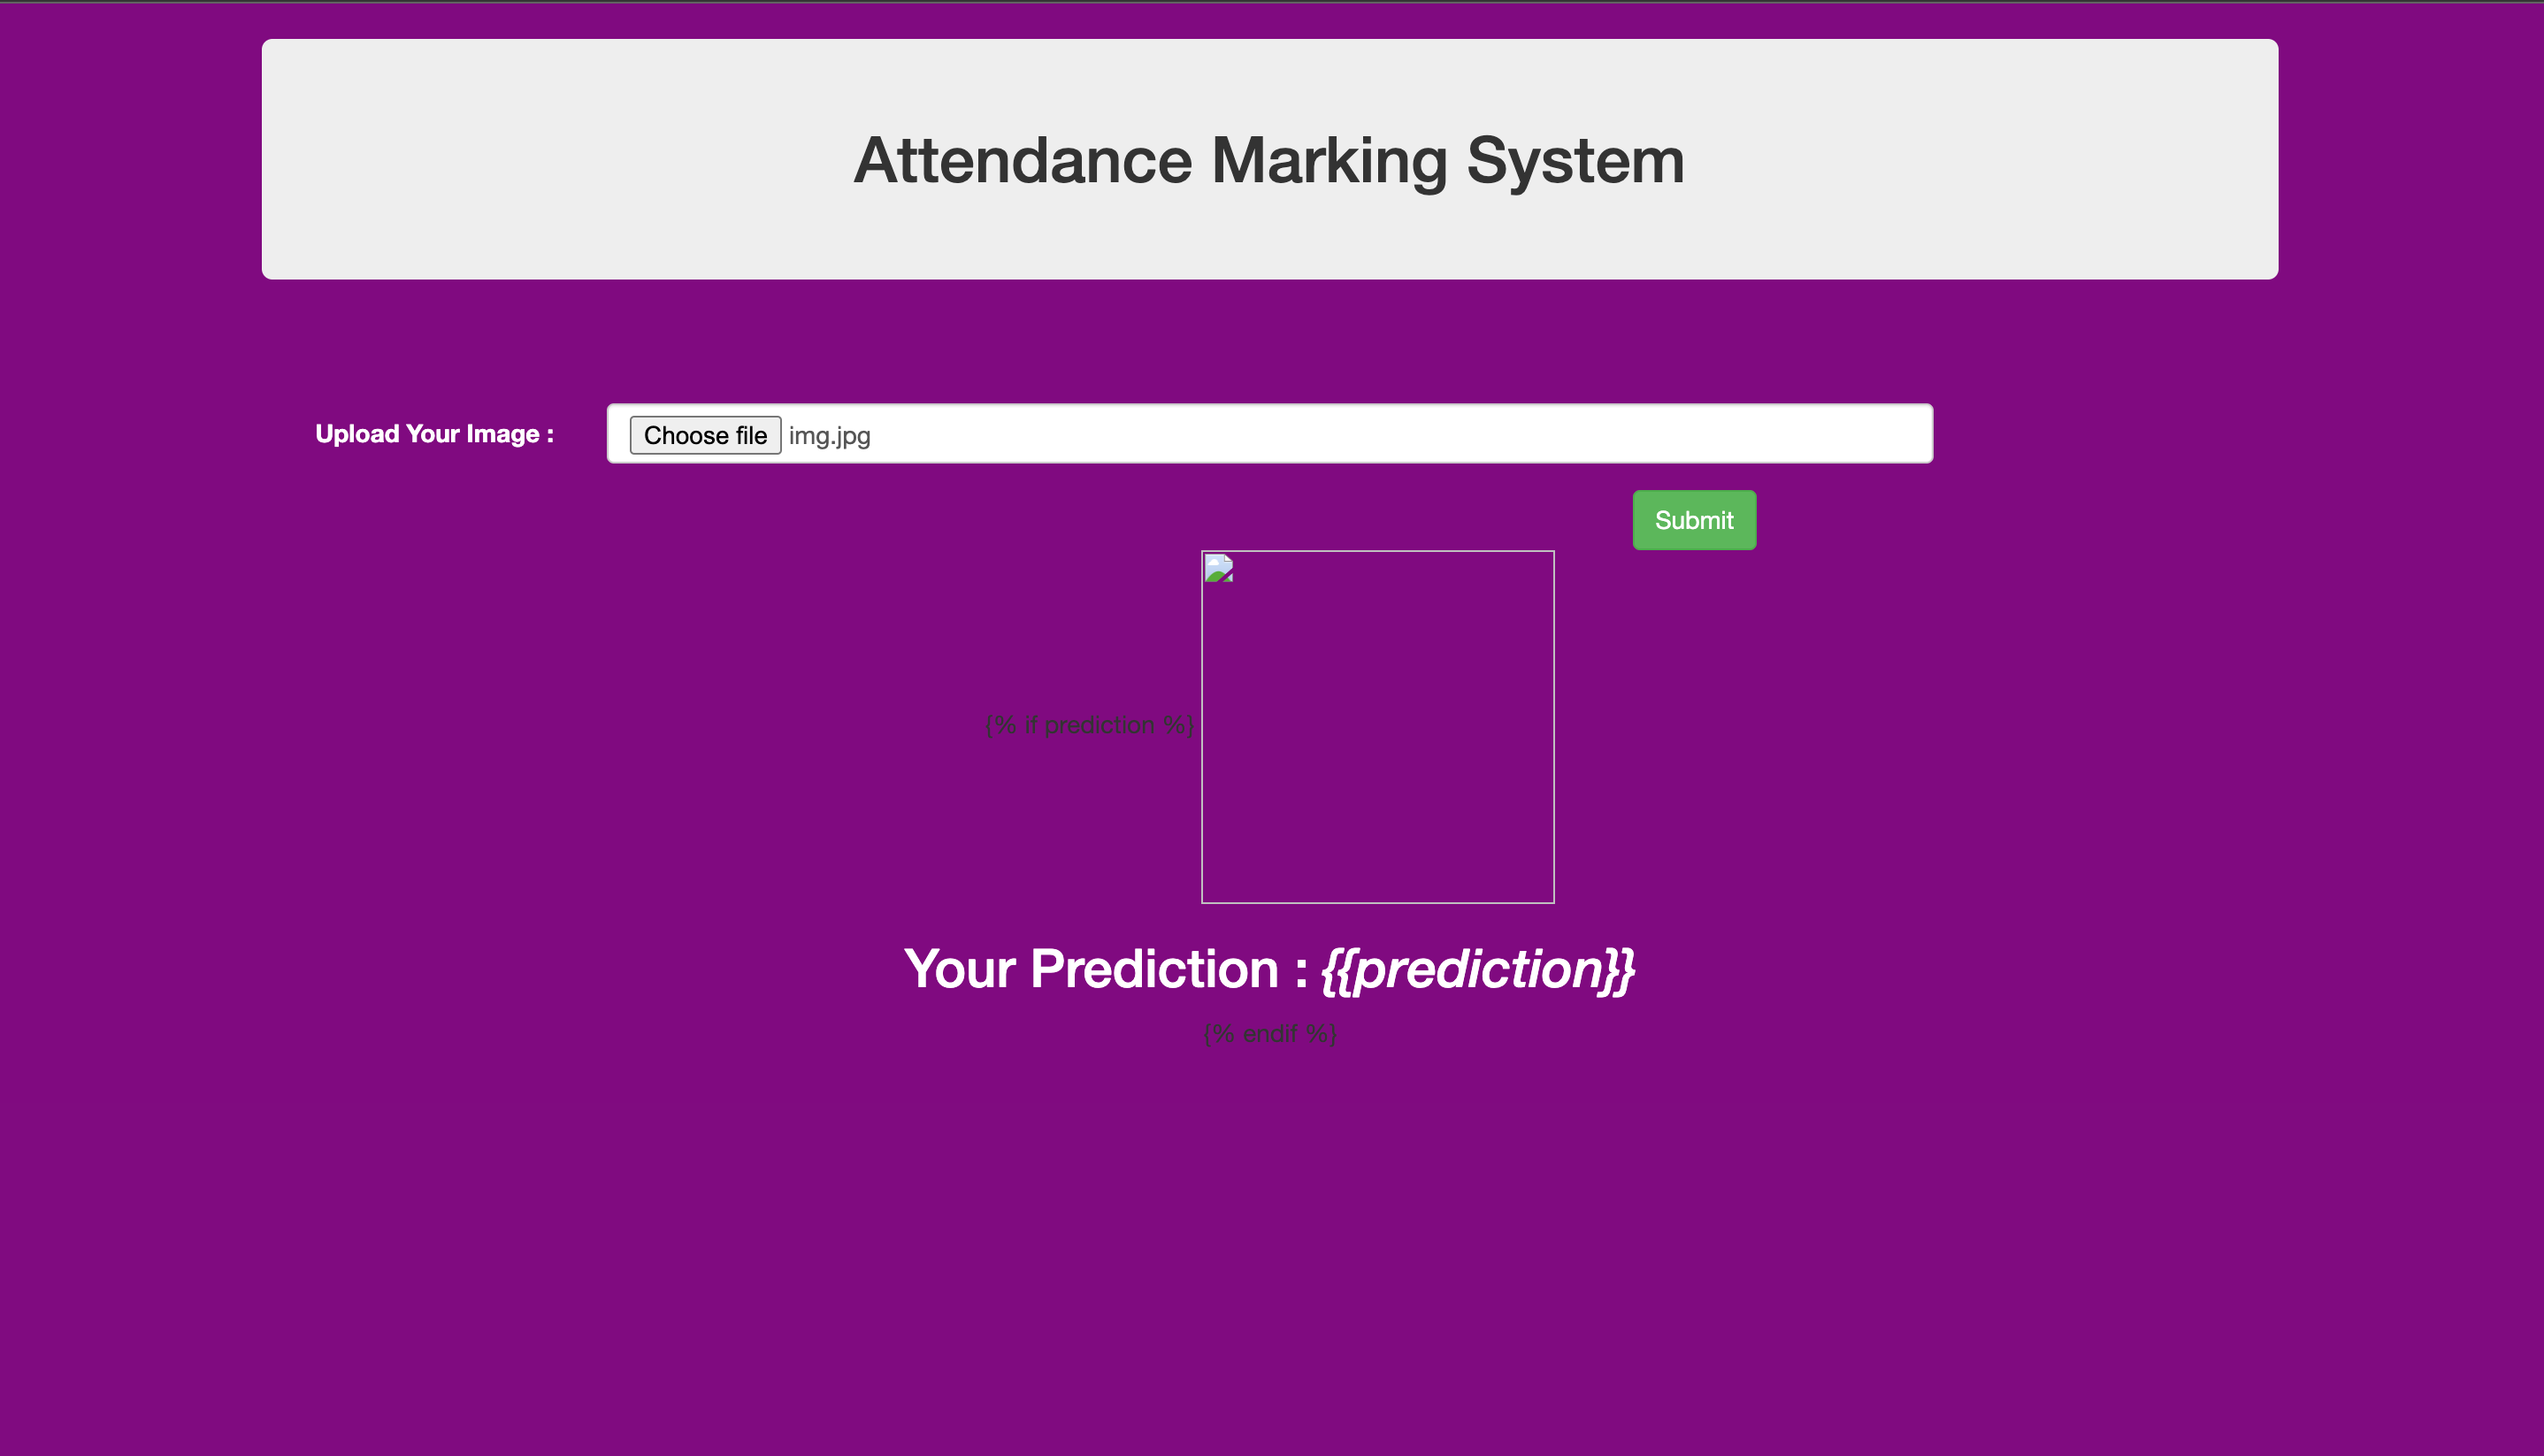 Attendance Marking System
Upload Your Image :
Choose file img.jpg
Submit
{% if prediction %}
Your Prediction : {{prediction}}
{% endif %}